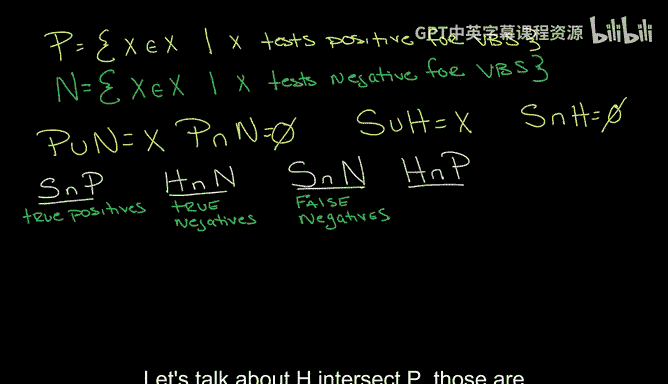 GPT中英字幕课程资源 bilibili
P={x∈X | x tests positive for VBS}
N={x∈X | x tests negative for VBS}
P∪N=X P∩N=∅ S∪H=X S∩H=∅
S∩P H∩N S∩N H∩P
true positives TRUE negatives FAlSE Negatives
Let's talk about H intersect P, those are